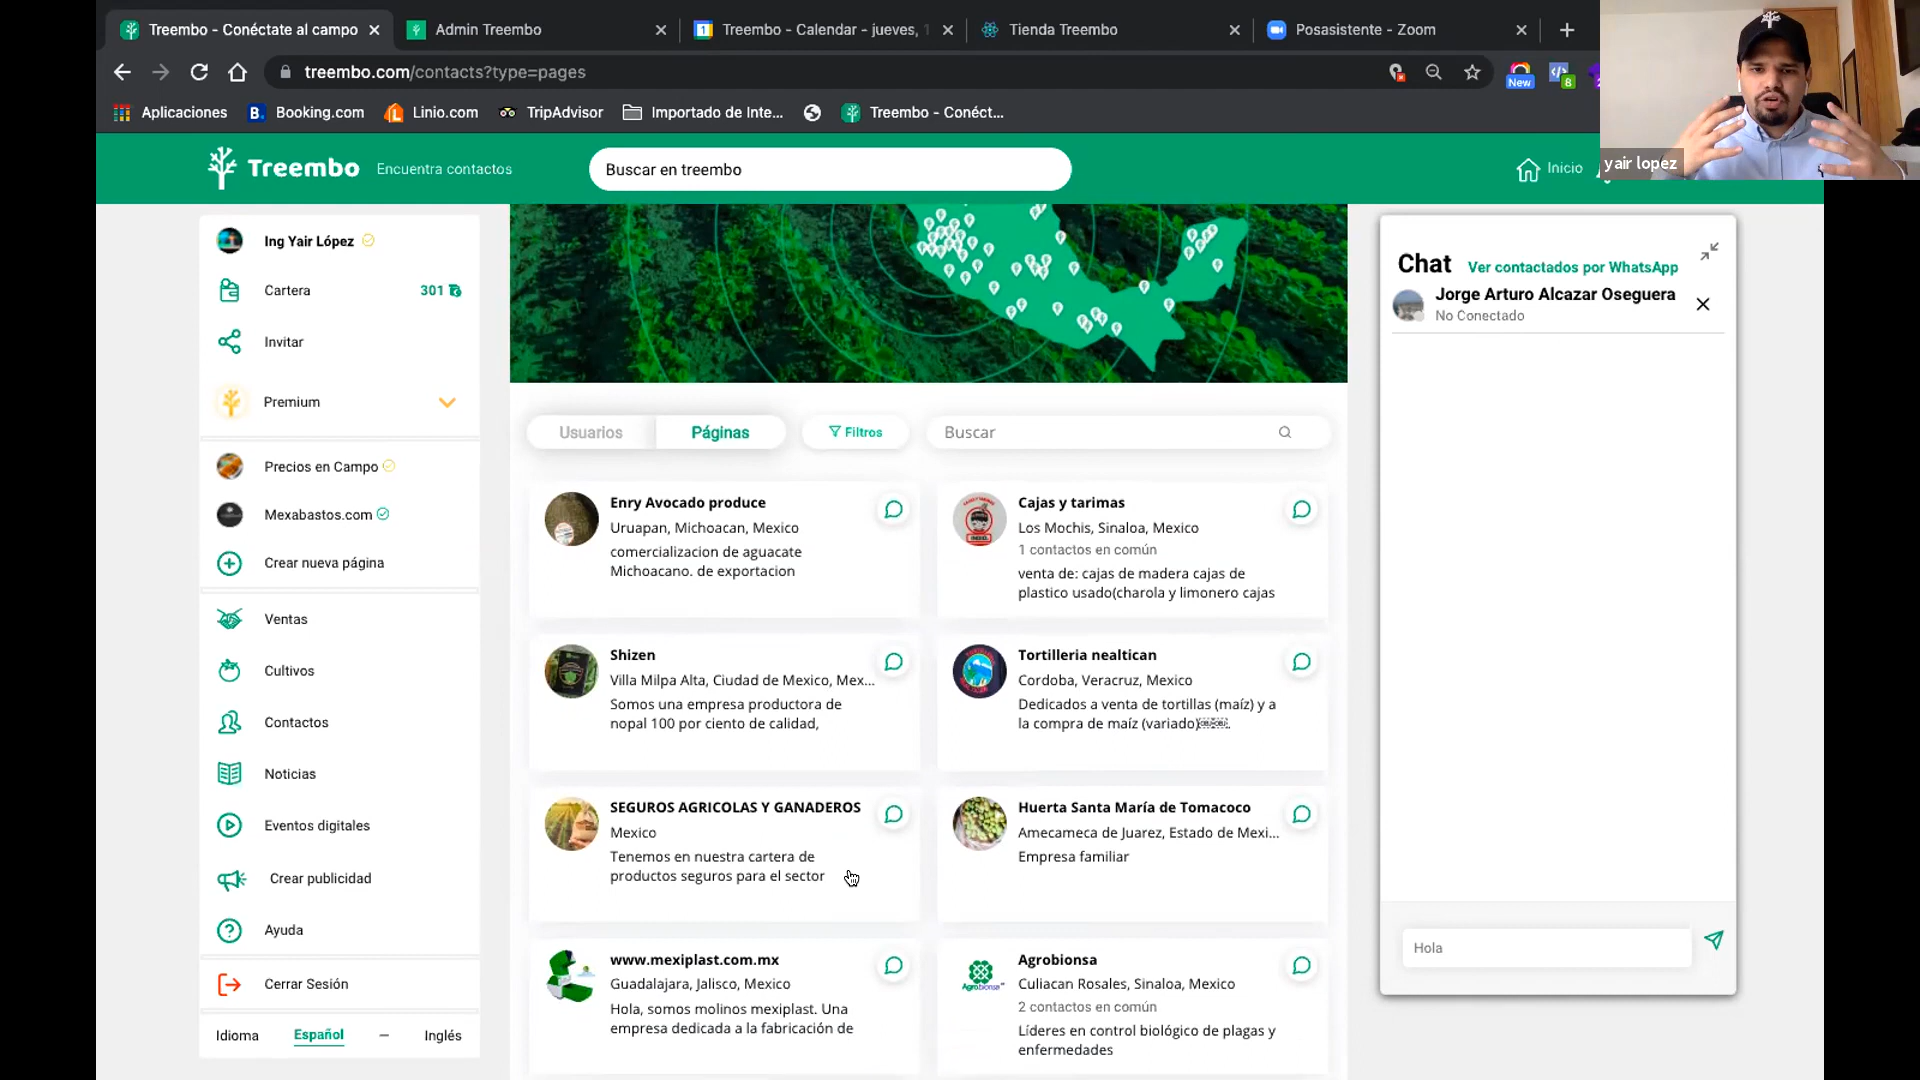 Treembo - Conéctate al campo
Admin Treembo
Treembo - Calendar - jueves, 1
Tienda Treembo
Posasistente - Zoom
treembo.com/contacts?type=pages
New
8
Aplicaciones
Booking.com
Linio.com
TripAdvisor
Importado de Inte...
Treembo - Conéct...
yair lopez
Treembo
Encuentra contactos
Buscar en treembo
Inicio
Ing Yair López
Cartera
301
Invitar
Premium
Precios en Campo
Mexabastos.com
Crear nueva página
Ventas
Cultivos
Contactos
Noticias
Eventos digitales
Crear publicidad
Ayuda
Cerrar Sesión
Idioma
Español
–
Inglés
Usuarios
Páginas
Filtros
Buscar
Enry Avocado produce
Uruapan, Michoacan, Mexico
comercializacion de aguacate
Michoacano. de exportacion
Cajas y tarimas
Los Mochis, Sinaloa, Mexico
1 contactos en común
venta de: cajas de madera cajas de
plastico usado(charola y limonero cajas
Shizen
Villa Milpa Alta, Ciudad de Mexico, Mex...
Somos una empresa productora de
nopal 100 por ciento de calidad,
Tortilleria nealtican
Cordoba, Veracruz, Mexico
Dedicados a venta de tortillas (maíz) y a
la compra de maíz (variado)
SEGUROS AGRICOLAS Y GANADEROS
Mexico
Tenemos en nuestra cartera de
productos seguros para el sector
Huerta Santa María de Tomacoco
Amecameca de Juarez, Estado de Mexi...
Empresa familiar
www.mexiplast.com.mx
Guadalajara, Jalisco, Mexico
Hola, somos molinos mexiplast. Una
empresa dedicada a la fabricación de
Agrobionsa
Culiacan Rosales, Sinaloa, Mexico
2 contactos en común
Líderes en control biológico de plagas y
enfermedades
Chat
Ver contactados por WhatsApp
Jorge Arturo Alcazar Oseguera
No Conectado
Hola